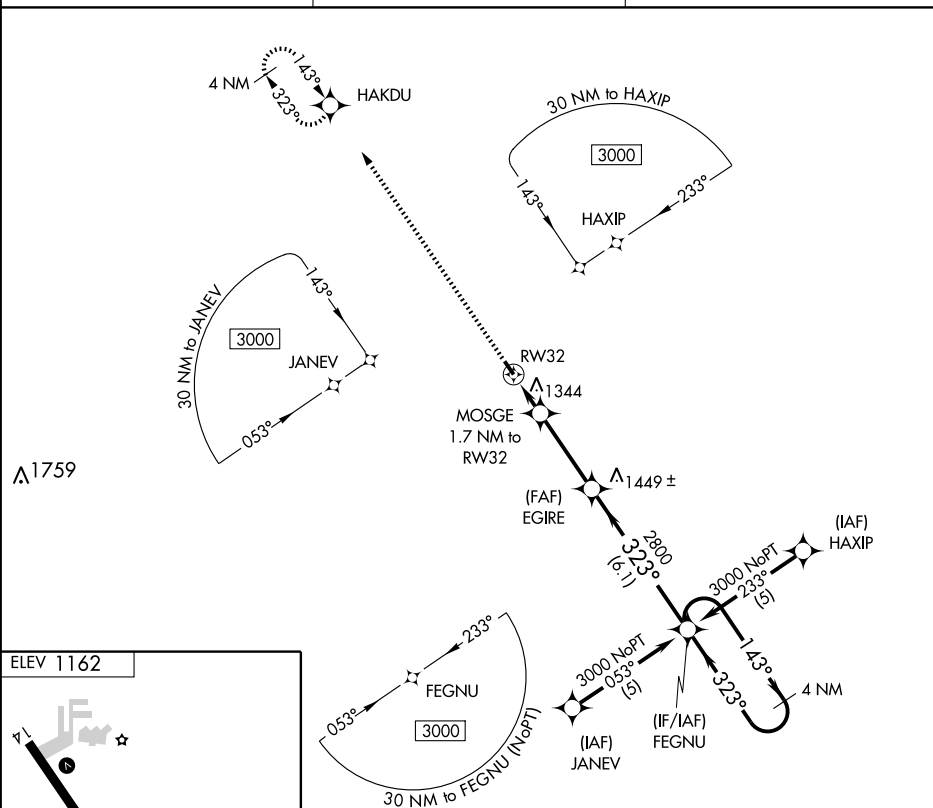 4 NM
143°
323°
HAKDU
30 NM to HAXIP
3000
143°
233°
HAXIP
30 NM to JANEV
143°
3000
JANEV
053°
RW32
1344
MOSGE
1.7 NM to
RW32
1759
1449 ±
(FAF)
EGIRE
2800
323°
(6.1)
(IAF)
HAXIP
3000 NoPT
233°
(5)
3000 NoPT
053°
(5)
143°
323°
4 NM
(IF/IAF)
FEGNU
(IAF)
JANEV
233°
053°
FEGNU
3000
30 NM to FEGNU (NoPT)
ELEV 1162
14